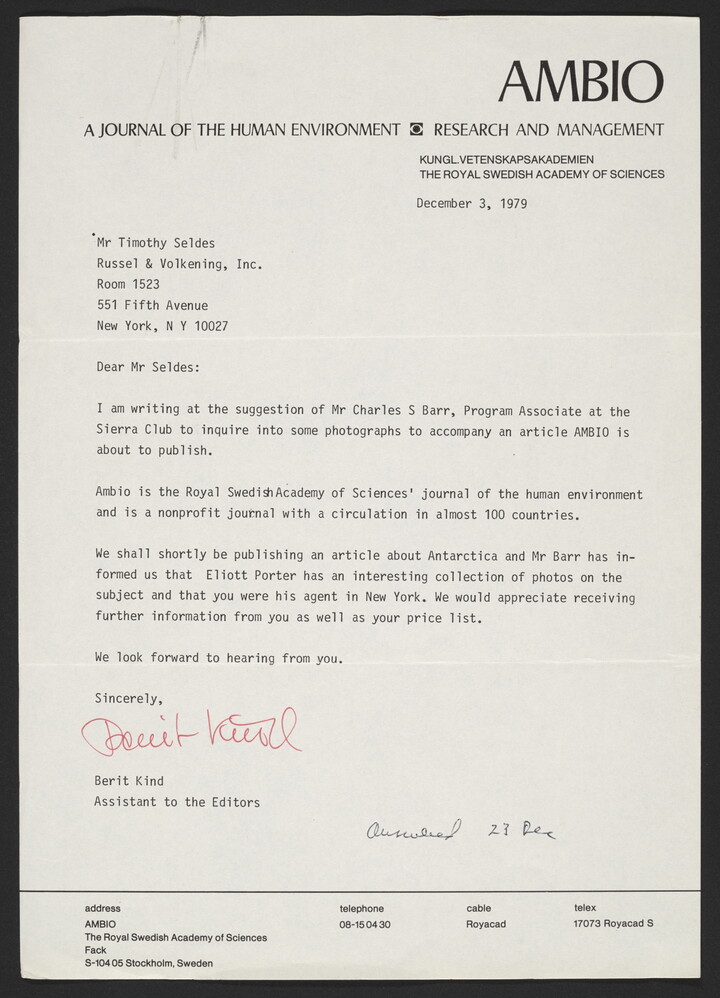 AMBIO
A JOURNAL OF THE HUMAN ENVIRONMENT RESEARCH AND MANAGEMENT
KUNGL.VETENSKAPSAKADEMIEN
THE ROYAL SWEDISH ACADEMY OF SCIENCES
December 3, 1979
Mr Timothy Seldes
Russel & Volkening, Inc.
Room 1523
551 Fifth Avenue
New York, N Y 10027
Dear Mr Seldes:
I am writing at the suggestion of Mr Charles S Barr, Program Associate at the
Sierra Club to inquire into some photographs to accompany an article AMBIO is
about to publish.
Ambio is the Royal Swedish Academy of Sciences' journal of the human environment
and is a nonprofit journal with a circulation in almost 100 countries.
We shall shortly be publishing an article about Antarctica and Mr Barr has in-
formed us that Eliott Porter has an interesting collection of photos on the
subject and that you were his agent in New York. We would appreciate receiving
further information from you as well as your price list.
We look forward to hearing from you.
Sincerely,
Berit Kind
Berit Kind
Assistant to the Editors
Answered 23 Dec
address telephone cable telex
AMBIO 08-15 04 30 Royacad 17073 Royacad S
The Royal Swedish Academy of Sciences
Fack
S-104 05 Stockholm, Sweden